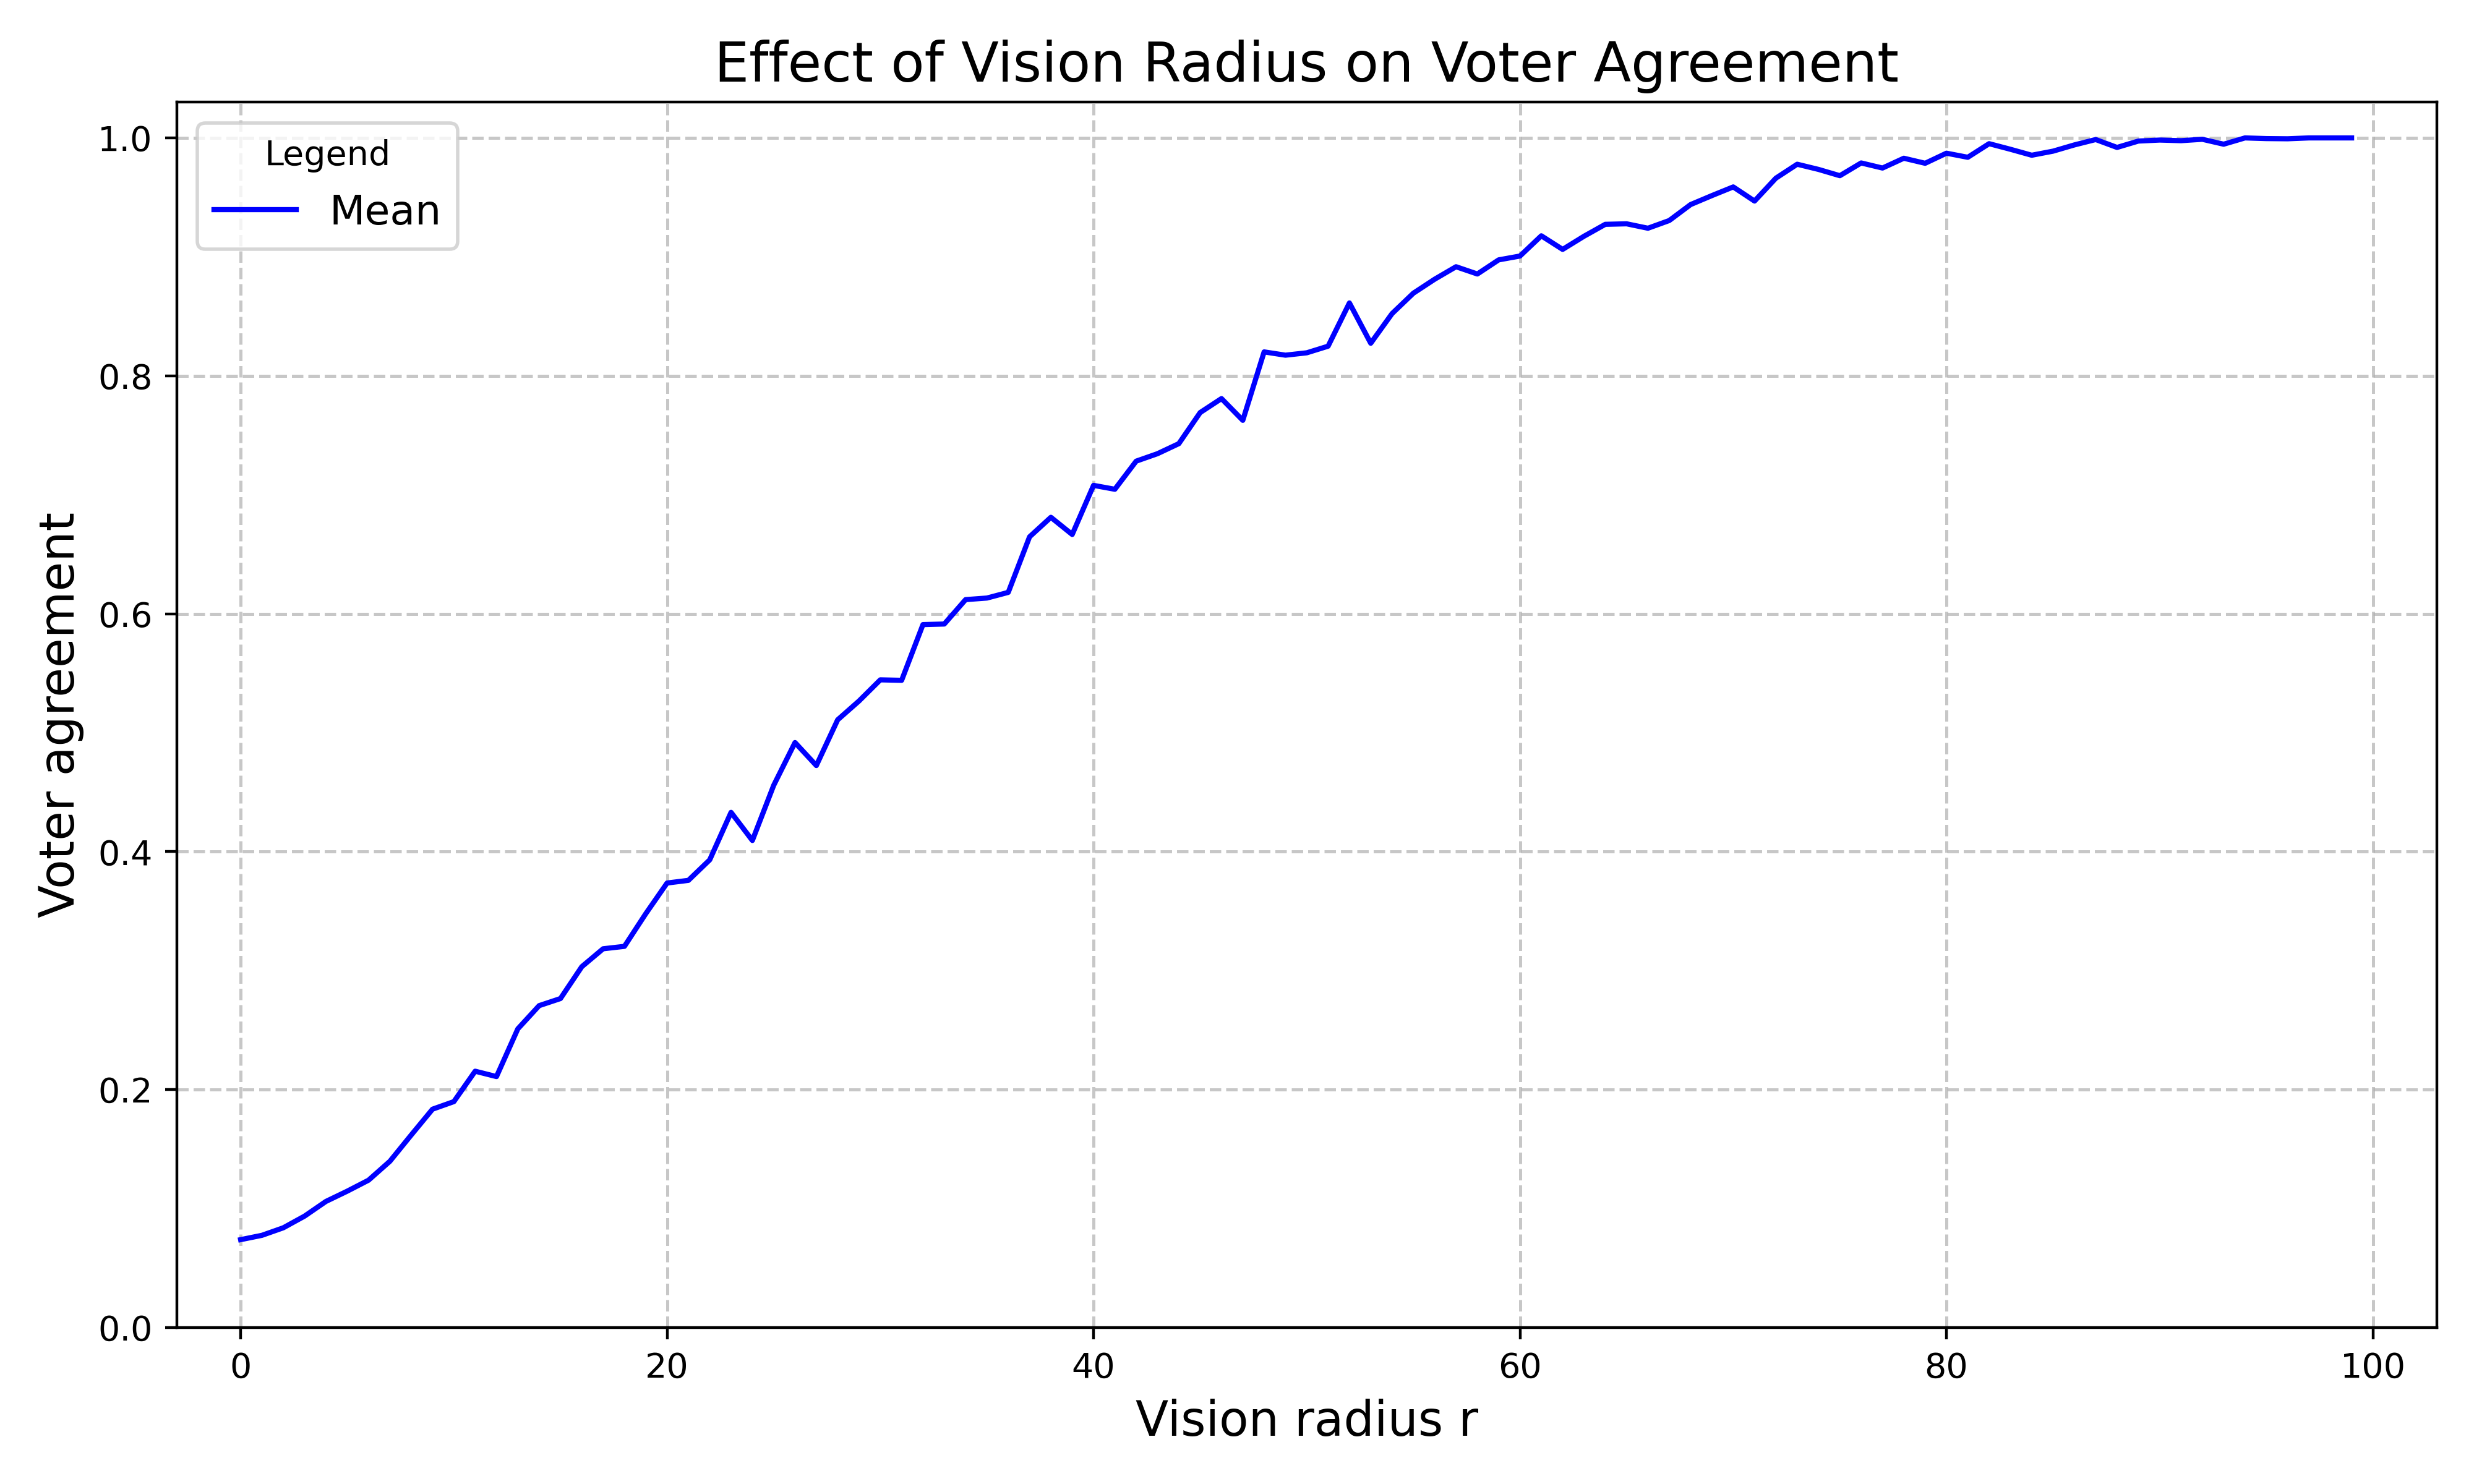 Effect of Vision Radius on Voter Agreement
Legend
Mean
Voter agreement
1.0
0.8
0.6
0.4
0.2
0.0
0 20 40 60 80 100
Vision radius r